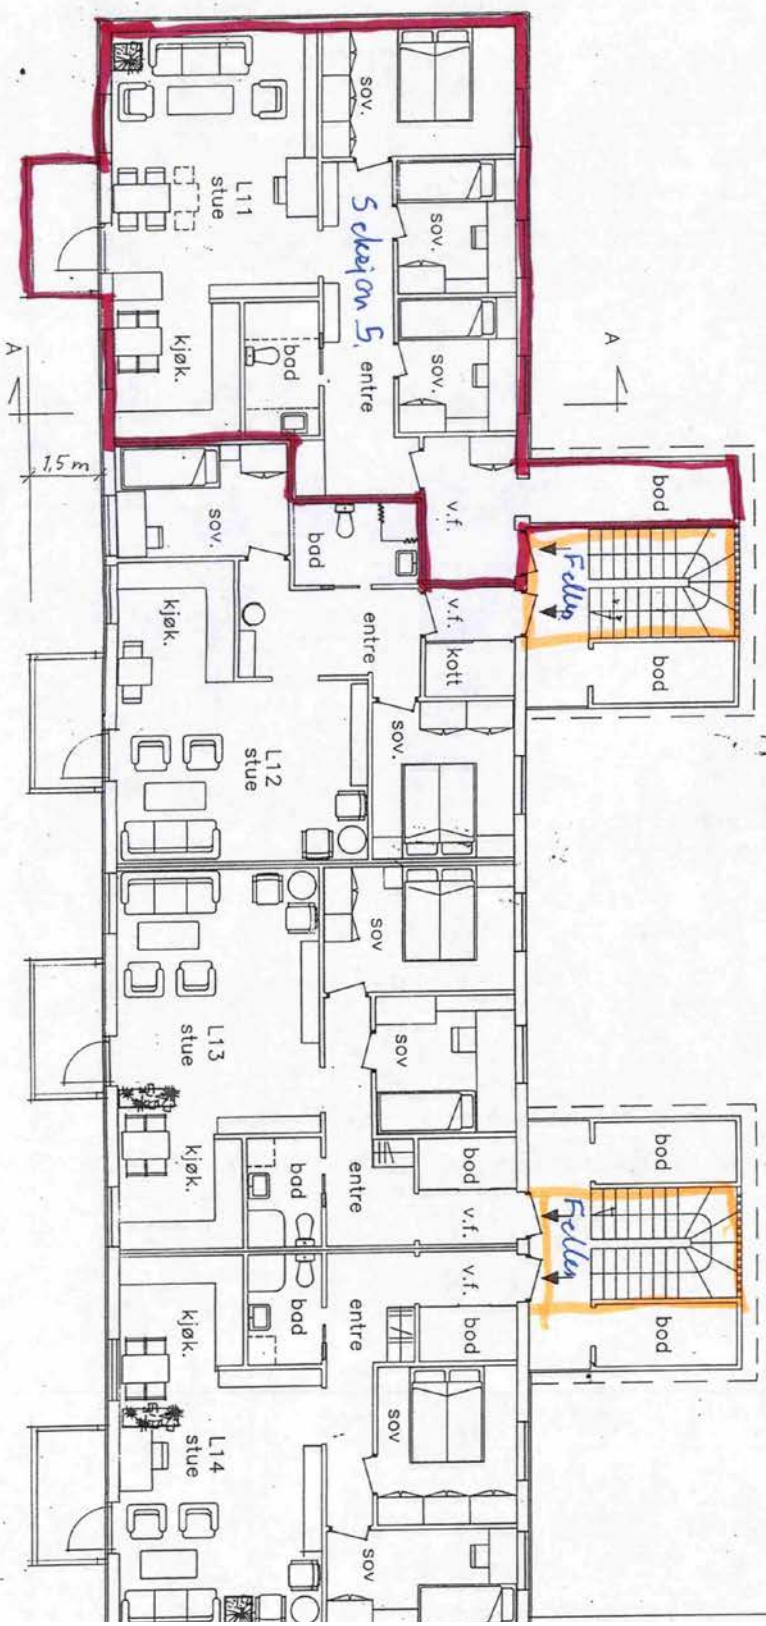 sov.
L11
stue
sov.
Seksjon 5.
kjøk.
bad
entre
sov.
A
A
1,5 m
sov.
bad
v.f.
bod
Felles
kjøk.
entre
v.f.
kott
bod
L12
stue
sov.
sov
L13
stue
sov
kjøk.
bad
entre
bod
v.f.
bod
Felles
kjøk.
bad
entre
v.f.
bod
bod
L14
stue
sov
sov